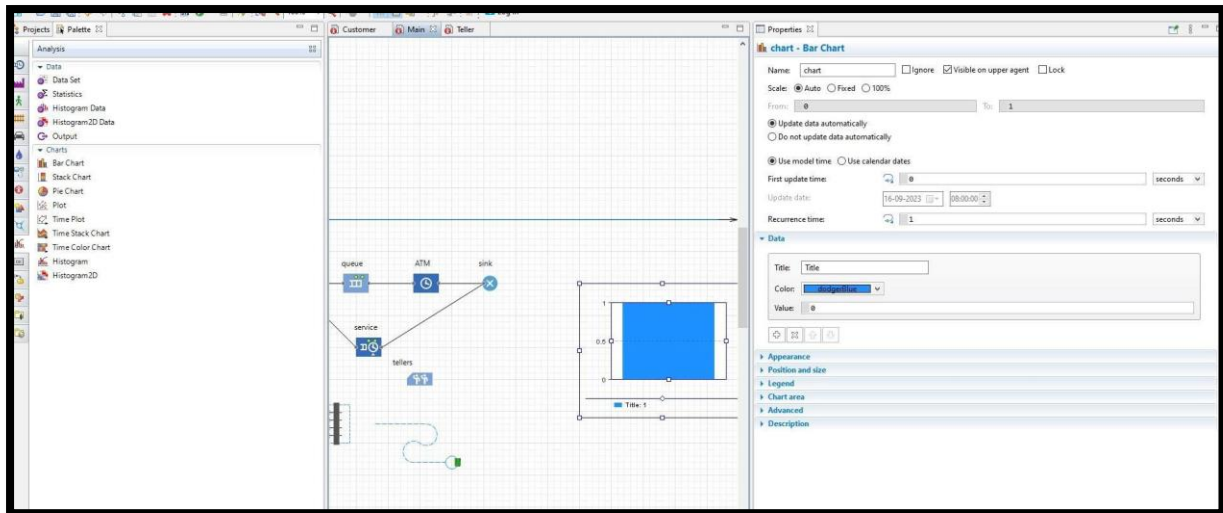 Projects Palette
Customer Main Teller
Properties
Analysis
Data
Data Set
Statistics
Histogram Data
Histogram2D Data
Output
Charts
Bar Chart
Stack Chart
Pie Chart
Plot
Time Plot
Time Stack Chart
Time Color Chart
Histogram
Histogram2D
queue ATM sink
service
tellers
1
0.5
0
Title: 1
chart - Bar Chart
Name: chart Ignore Visible on upper agent Lock
Scale: Auto Fixed 100%
From: 0 To: 1
Update data automatically
Do not update data automatically
Use model time Use calendar dates
First update time: 0 seconds
Update date: 16-09-2023 08:00:00
Recurrence time: 1 seconds
Data
Title: Title
Color: dodgerBlue
Value: 0
Appearance
Position and size
Legend
Chart area
Advanced
Description